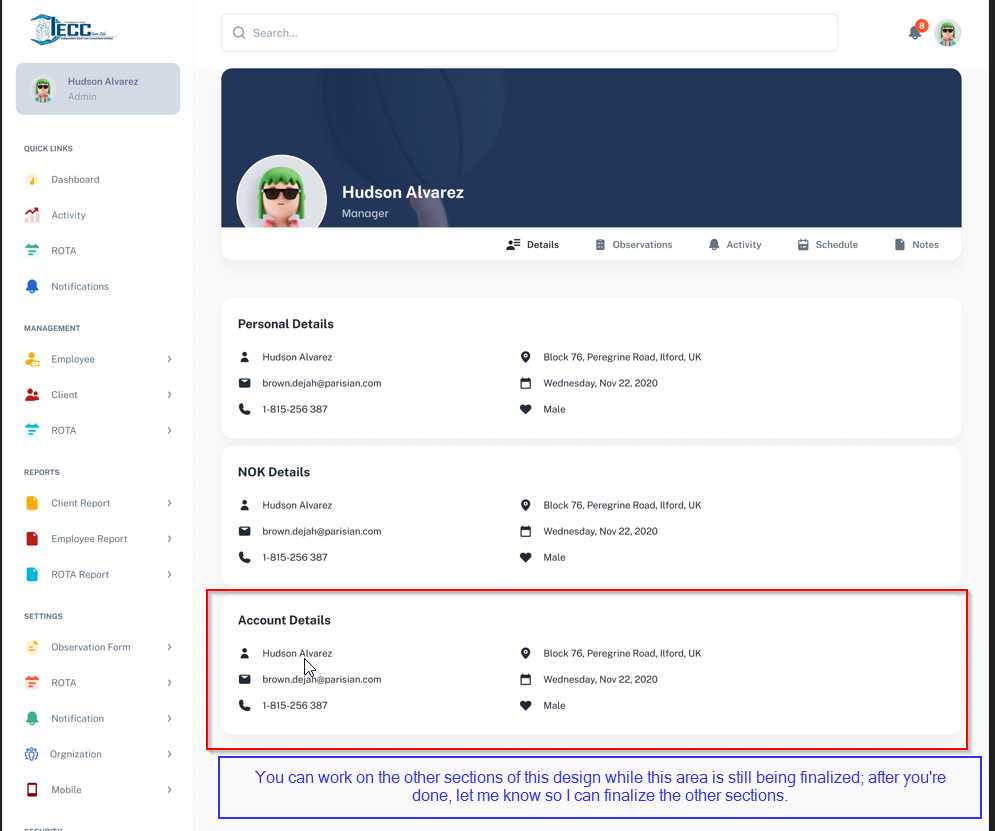 IECC Care Ltd
Search...
8
Hudson Alvarez
Admin
QUICK LINKS
Dashboard
Activity
ROTA
Notifications
MANAGEMENT
Employee
Client
ROTA
REPORTS
Client Report
Employee Report
ROTA Report
SETTINGS
Observation Form
ROTA
Notification
Orgnization
Mobile
SECURITY
Hudson Alvarez
Manager
Details Observations Activity Schedule Notes
Personal Details
Hudson Alvarez Block 76, Peregrine Road, Ilford, UK
brown.dejah@parisian.com Wednesday, Nov 22, 2020
1-815-256 387 Male
NOK Details
Hudson Alvarez Block 76, Peregrine Road, Ilford, UK
brown.dejah@parisian.com Wednesday, Nov 22, 2020
1-815-256 387 Male
Account Details
Hudson Alvarez Block 76, Peregrine Road, Ilford, UK
brown.dejah@parisian.com Wednesday, Nov 22, 2020
1-815-256 387 Male
You can work on the other sections of this design while this area is still being finalized; after you're
done, let me know so I can finalize the other sections.